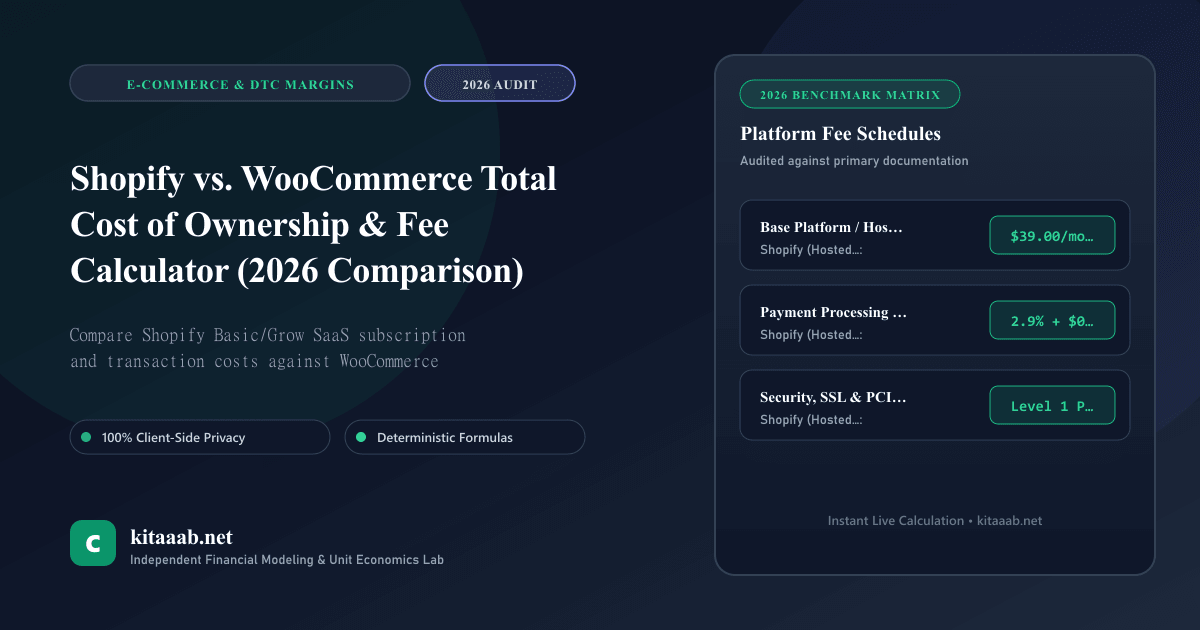 E-COMMERCE & DTC MARGINS
2026 AUDIT
Shopify vs. WooCommerce Total
Cost of Ownership & Fee
Calculator (2026 Comparison)
Compare Shopify Basic/Grow SaaS subscription
and transaction costs against WooCommerce
100% Client-Side Privacy
Deterministic Formulas
C
kitaaab.net
Independent Financial Modeling & Unit Economics Lab
2026 BENCHMARK MATRIX
Platform Fee Schedules
Audited against primary documentation
Base Platform / Hos...
Shopify (Hosted...:
$39.00/mo...
Payment Processing ...
Shopify (Hosted...:
2.9% + $0...
Security, SSL & PCI...
Shopify (Hosted...:
Level 1 P...
Instant Live Calculation • kitaaab.net